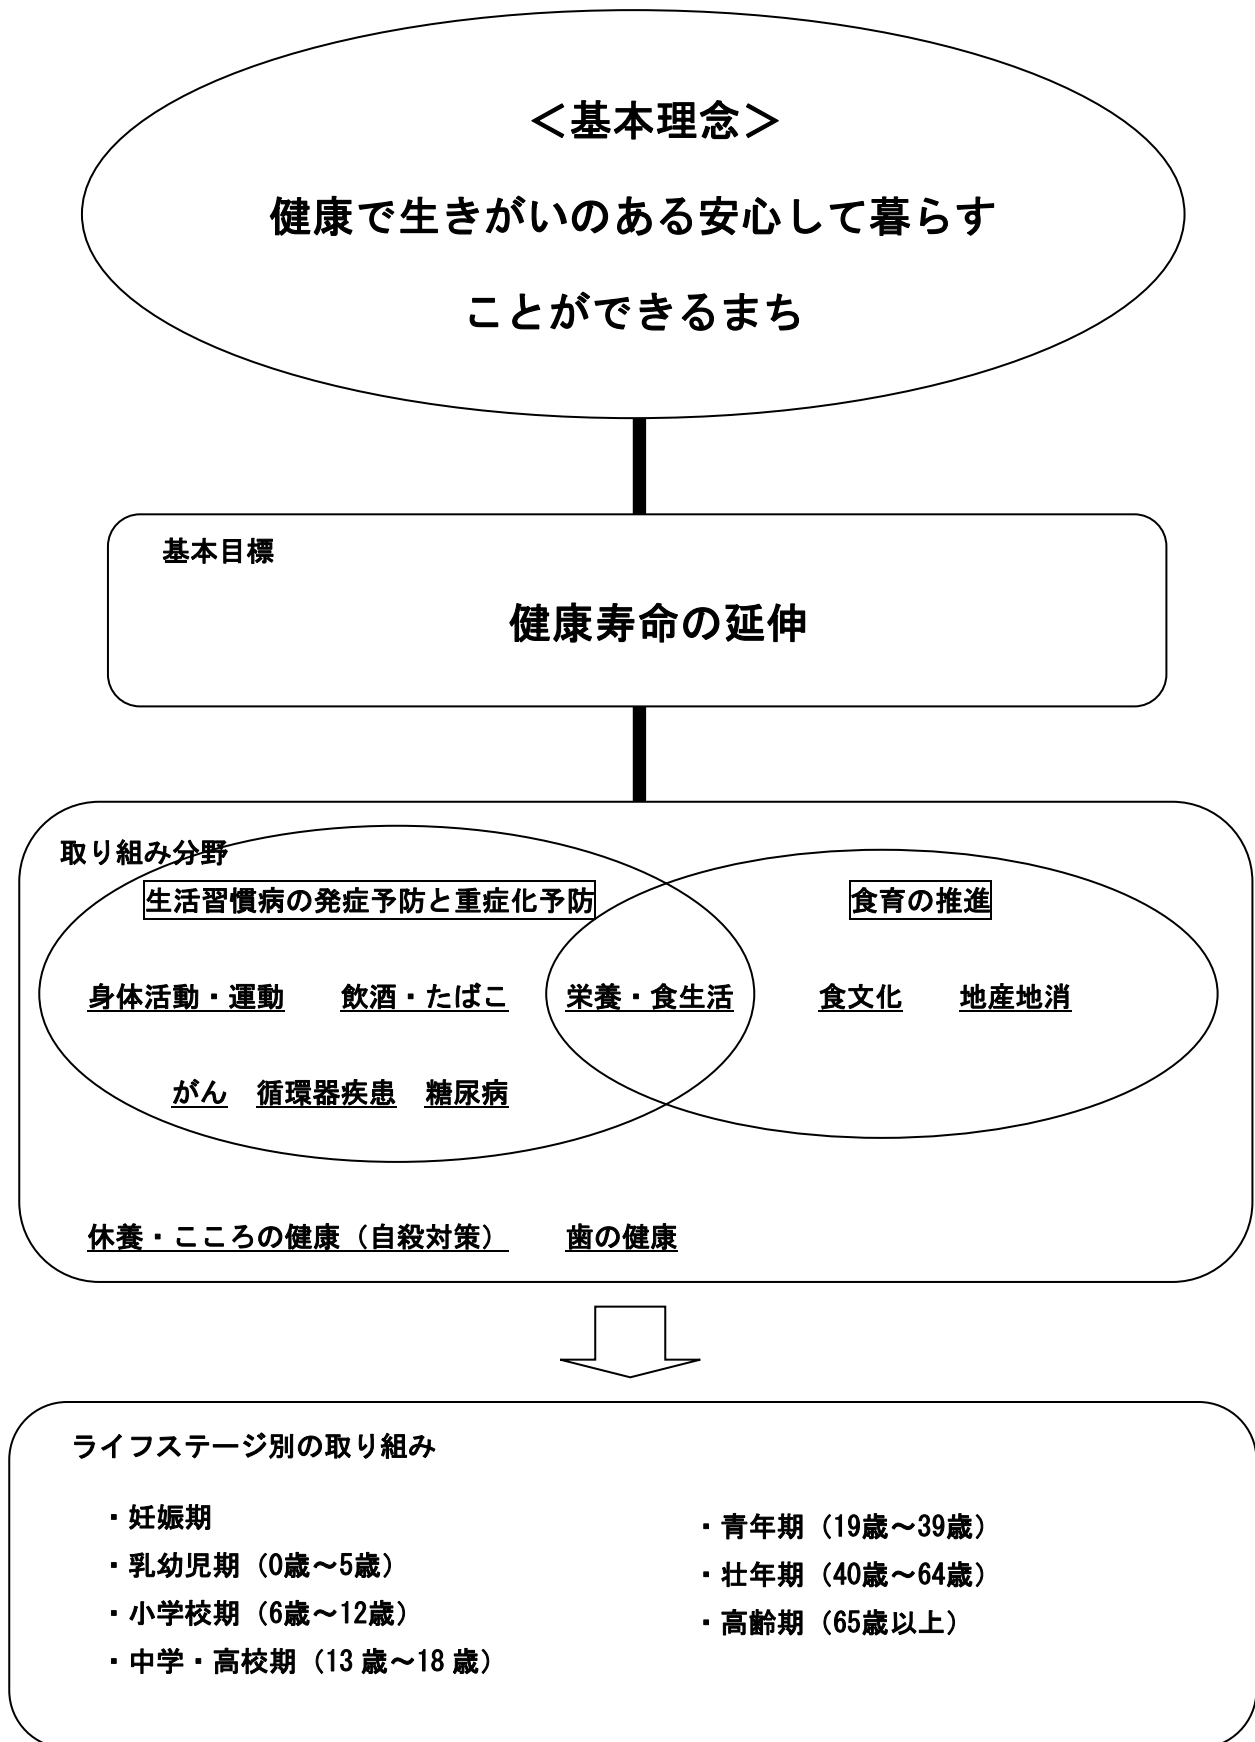 ＜基本理念＞
健康で生きがいのある安心して暮らす
ことができるまち
基本目標
健康寿命の延伸
取り組み分野
生活習慣病の発症予防と重症化予防　食育の推進
身体活動・運動　飲酒・たばこ　栄養・食生活　食文化　地産地消
がん　循環器疾患　糖尿病
休養・こころの健康（自殺対策）　歯の健康
ライフステージ別の取り組み
・妊娠期
・乳幼児期（0歳～5歳）
・小学校期（6歳～12歳）
・中学・高校期（13歳～18歳）
・青年期（19歳～39歳）
・壮年期（40歳～64歳）
・高齢期（65歳以上）